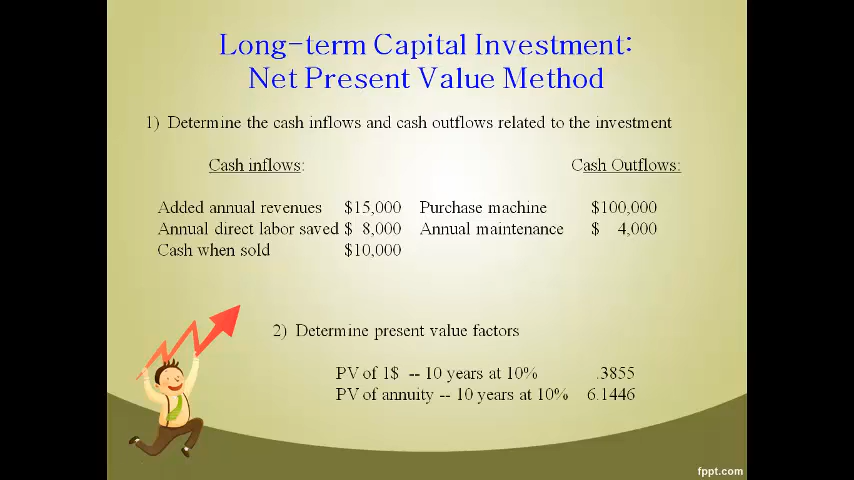 Long-term Capital Investment:
Net Present Value Method
1) Determine the cash inflows and cash outflows related to the investment
Cash inflows: Cash Outflows:
Added annual revenues $15,000 Purchase machine $100,000
Annual direct labor saved $ 8,000 Annual maintenance $ 4,000
Cash when sold $10,000
2) Determine present value factors
PV of 1$ -- 10 years at 10% .3855
PV of annuity -- 10 years at 10% 6.1446
fppt.com